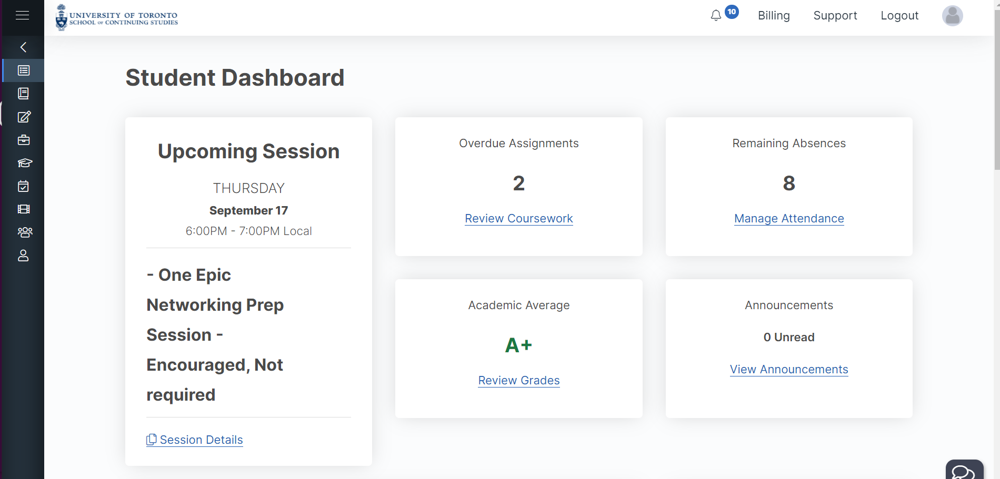 UNIVERSITY OF TORONTO
SCHOOL OF CONTINUING STUDIES
10
Billing
Support
Logout
Student Dashboard
Upcoming Session
THURSDAY
September 17
6:00PM - 7:00PM Local
- One Epic
Networking Prep
Session -
Encouraged, Not
required
Session Details
Overdue Assignments
2
Review Coursework
Remaining Absences
8
Manage Attendance
Academic Average
A+
Review Grades
Announcements
0 Unread
View Announcements